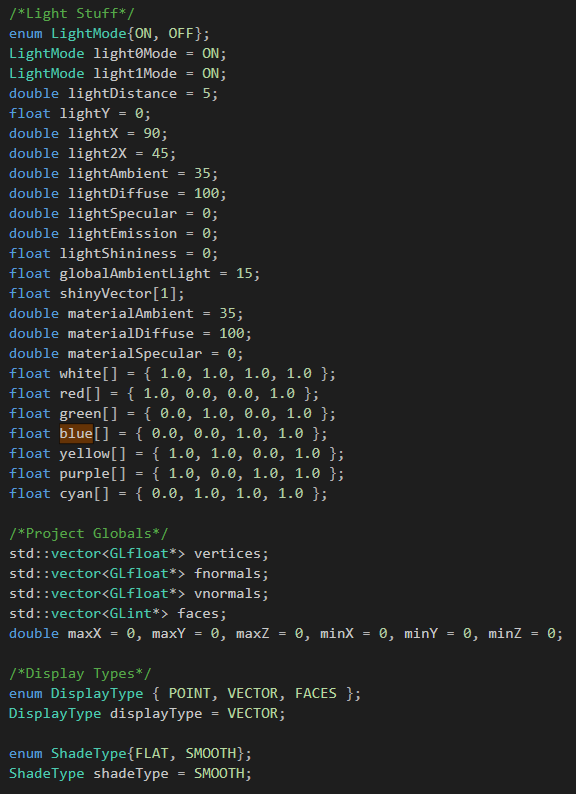 /*Light Stuff*/
enum LightMode{ON, OFF};
LightMode light0Mode = ON;
LightMode light1Mode = ON;
double lightDistance = 5;
float lightY = 0;
double lightX = 90;
double light2X = 45;
double lightAmbient = 35;
double lightDiffuse = 100;
double lightSpecular = 0;
double lightEmission = 0;
float lightShininess = 0;
float globalAmbientLight = 15;
float shinyVector[1];
double materialAmbient = 35;
double materialDiffuse = 100;
double materialSpecular = 0;
float white[] = { 1.0, 1.0, 1.0, 1.0 };
float red[] = { 1.0, 0.0, 0.0, 1.0 };
float green[] = { 0.0, 1.0, 0.0, 1.0 };
float blue[] = { 0.0, 0.0, 1.0, 1.0 };
float yellow[] = { 1.0, 1.0, 0.0, 1.0 };
float purple[] = { 1.0, 0.0, 1.0, 1.0 };
float cyan[] = { 0.0, 1.0, 1.0, 1.0 };

/*Project Globals*/
std::vector<GLfloat*> vertices;
std::vector<GLfloat*> fnormals;
std::vector<GLfloat*> vnormals;
std::vector<GLint*> faces;
double maxX = 0, maxY = 0, maxZ = 0, minX = 0, minY = 0, minZ = 0;

/*Display Types*/
enum DisplayType { POINT, VECTOR, FACES };
DisplayType displayType = VECTOR;

enum ShadeType{FLAT, SMOOTH};
ShadeType shadeType = SMOOTH;